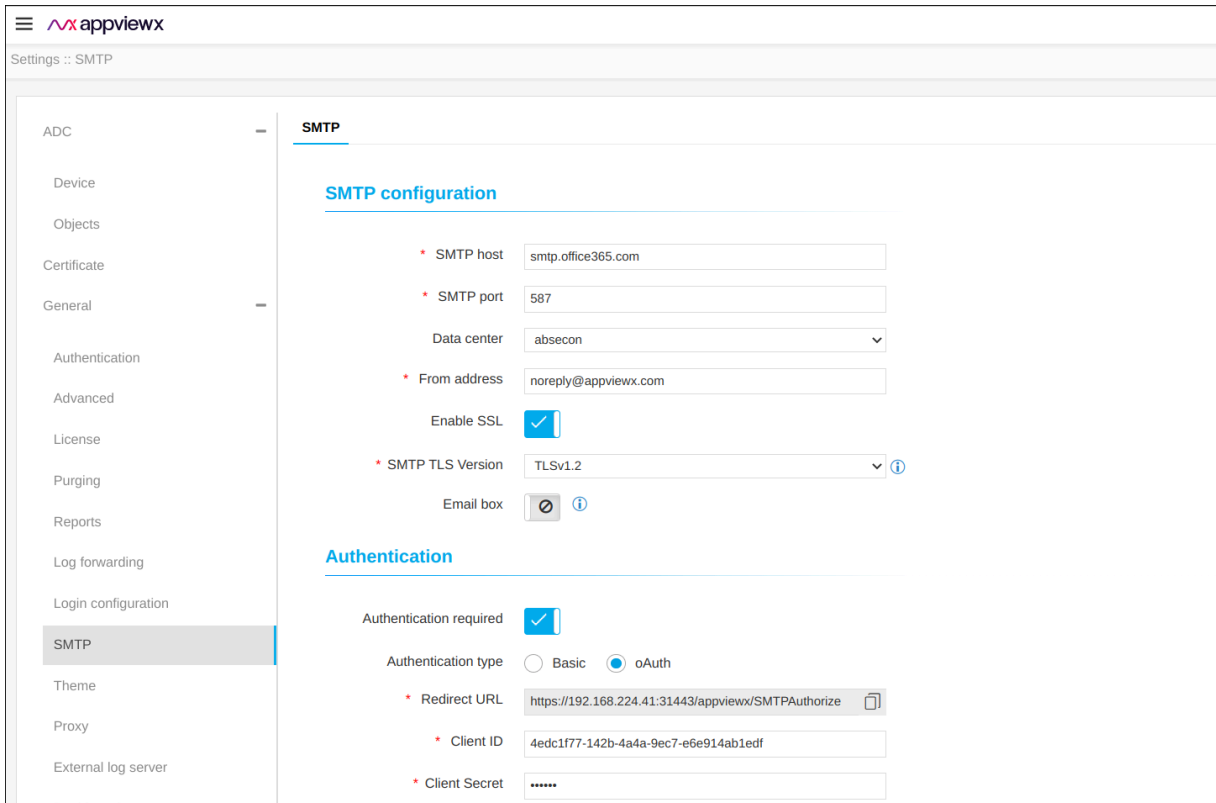 appviewx
Settings :: SMTP
ADC
Device
Objects
Certificate
General
Authentication
Advanced
License
Purging
Reports
Log forwarding
Login configuration
SMTP
Theme
Proxy
External log server
SMTP
SMTP configuration
* SMTP host smtp.office365.com
* SMTP port 587
Data center absecon
* From address noreply@appviewx.com
Enable SSL
* SMTP TLS Version TLSv1.2
Email box
Authentication
Authentication required
Authentication type Basic oAuth
* Redirect URL https://192.168.224.41:31443/appviewx/SMTPAuthorize
* Client ID 4edc1f77-142b-4a4a-9ec7-e6e914ab1edf
* Client Secret ••••••